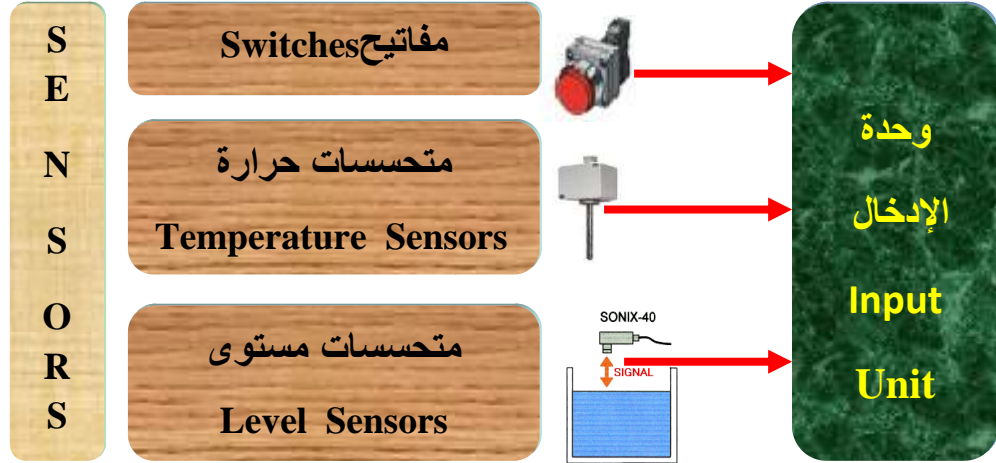 S
E
N
S
O
R
S
مفاتيحSwitches
متحسسات حرارة
Temperature Sensors
متحسسات مستوى
Level Sensors
SONIX-40
SIGNAL
وحدة
الإدخال
Input
Unit